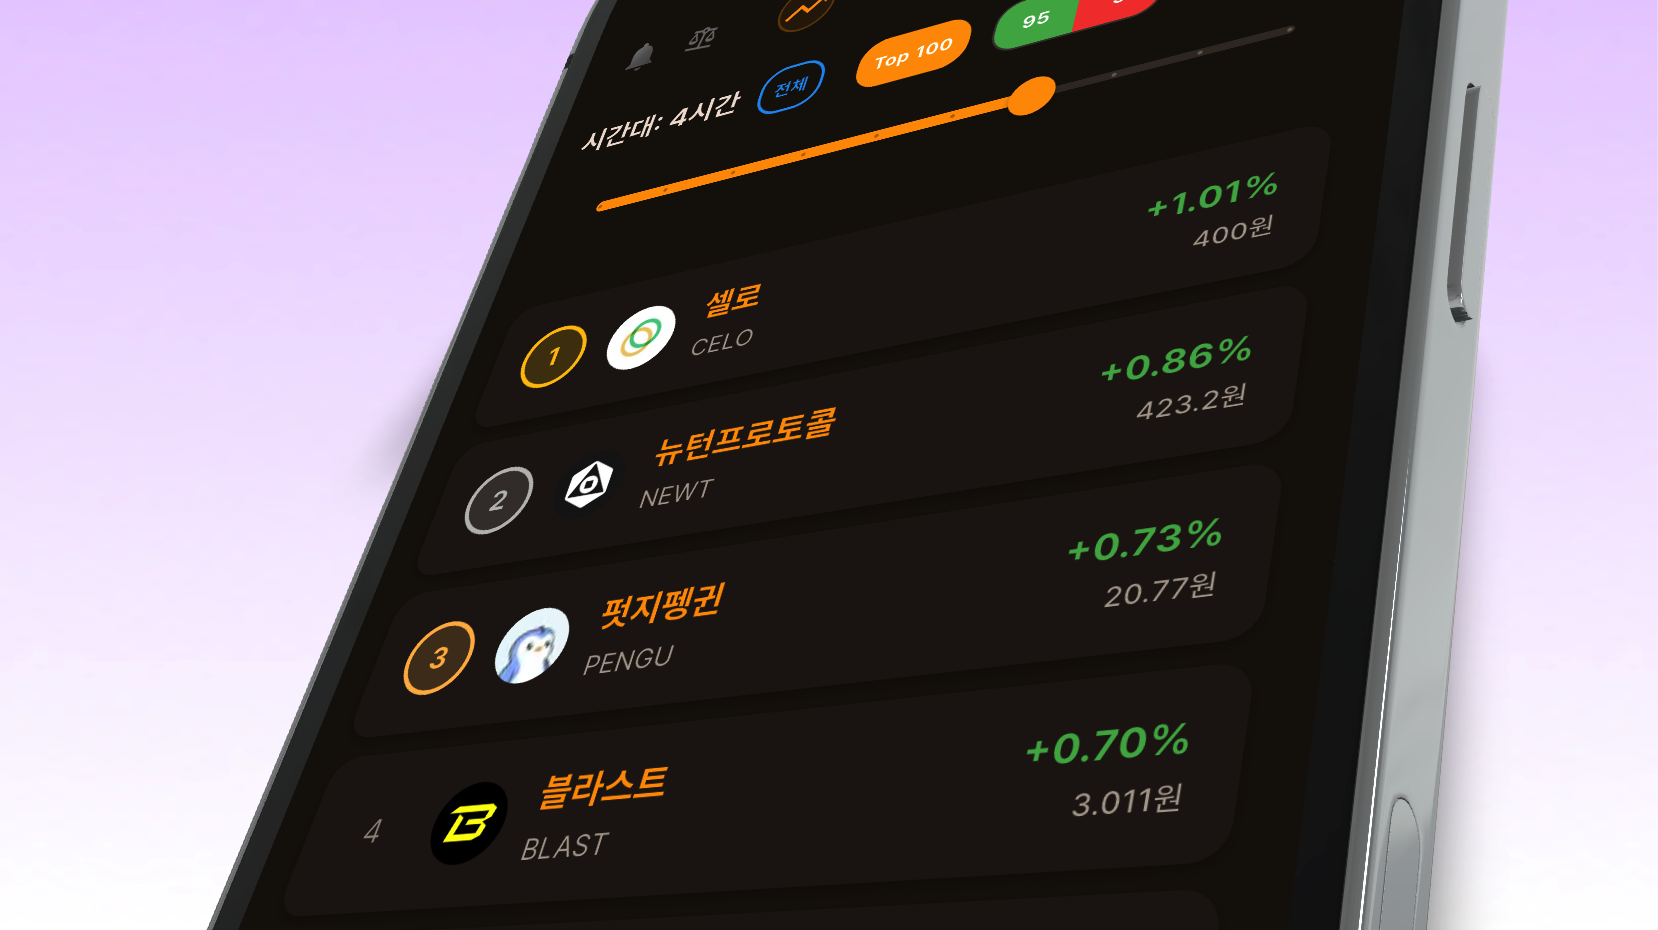 95
시간대: 4시간
전체
Top 100
1
셀로
CELO
+1.01%
400원
2
뉴턴프로토콜
NEWT
+0.86%
423.2원
3
펏지펭귄
PENGU
+0.73%
20.77원
4
블라스트
BLAST
+0.70%
3.011원